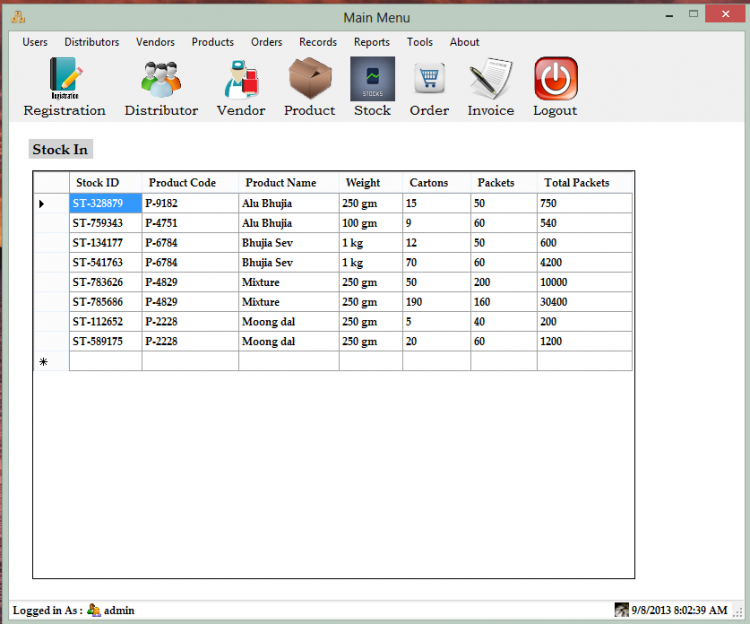 Main Menu
Users Distributors Vendors Products Orders Records Reports Tools About
Registration
STOCKS
Registration Distributor Vendor Product Stock Order Invoice Logout
Stock In
Stock ID Product Code Product Name Weight Cartons Packets Total Packets
ST-328879 P-9182 Alu Bhujia 250 gm 15 50 750
ST-759343 P-4751 Alu Bhujia 100 gm 9 60 540
ST-134177 P-6784 Bhujia Sev 1 kg 12 50 600
ST-541763 P-6784 Bhujia Sev 1 kg 70 60 4200
ST-783626 P-4829 Mixture 250 gm 50 200 10000
ST-785686 P-4829 Mixture 250 gm 190 160 30400
ST-112652 P-2228 Moong dal 250 gm 5 40 200
ST-589175 P-2228 Moong dal 250 gm 20 60 1200
Logged in As : admin 9/8/2013 8:02:39 AM